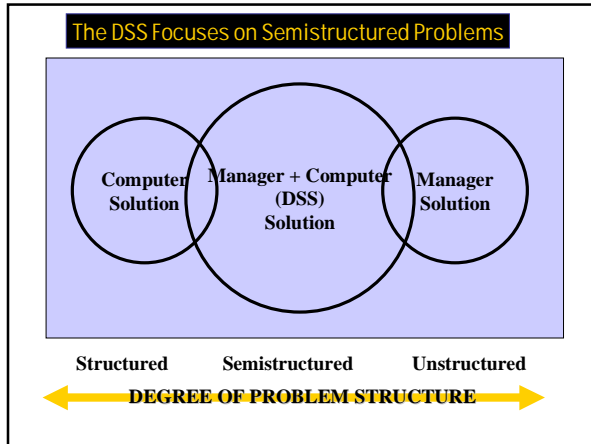 The DSS Focuses on Semistructured Problems
Computer
Solution
Manager + Computer
(DSS)
Solution
Manager
Solution
Structured
Semistructured
Unstructured
DEGREE OF PROBLEM STRUCTURE